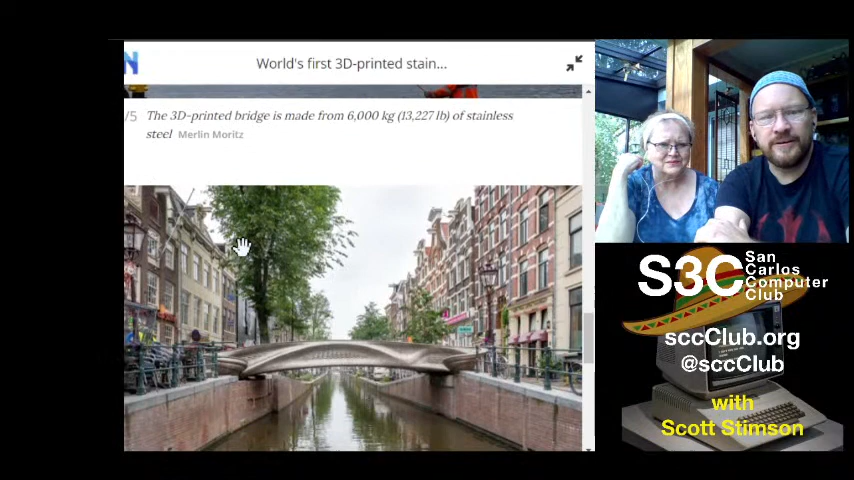 N
World's first 3D-printed stain...
/5 The 3D-printed bridge is made from 6,000 kg (13,227 lb) of stainless
steel Merlin Moritz
S3C
San
Carlos
Computer
Club
sccClub.org
@sccClub
with
Scott Stimson